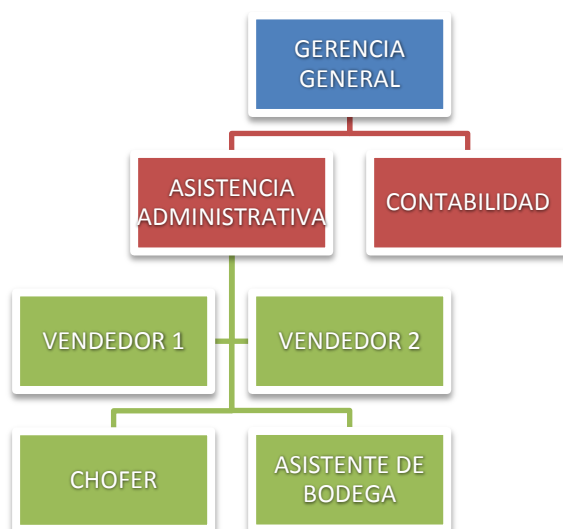 GERENCIA
GENERAL
ASISTENCIA
ADMINISTRATIVA
CONTABILIDAD
VENDEDOR 1
VENDEDOR 2
CHOFER
ASISTENTE DE
BODEGA